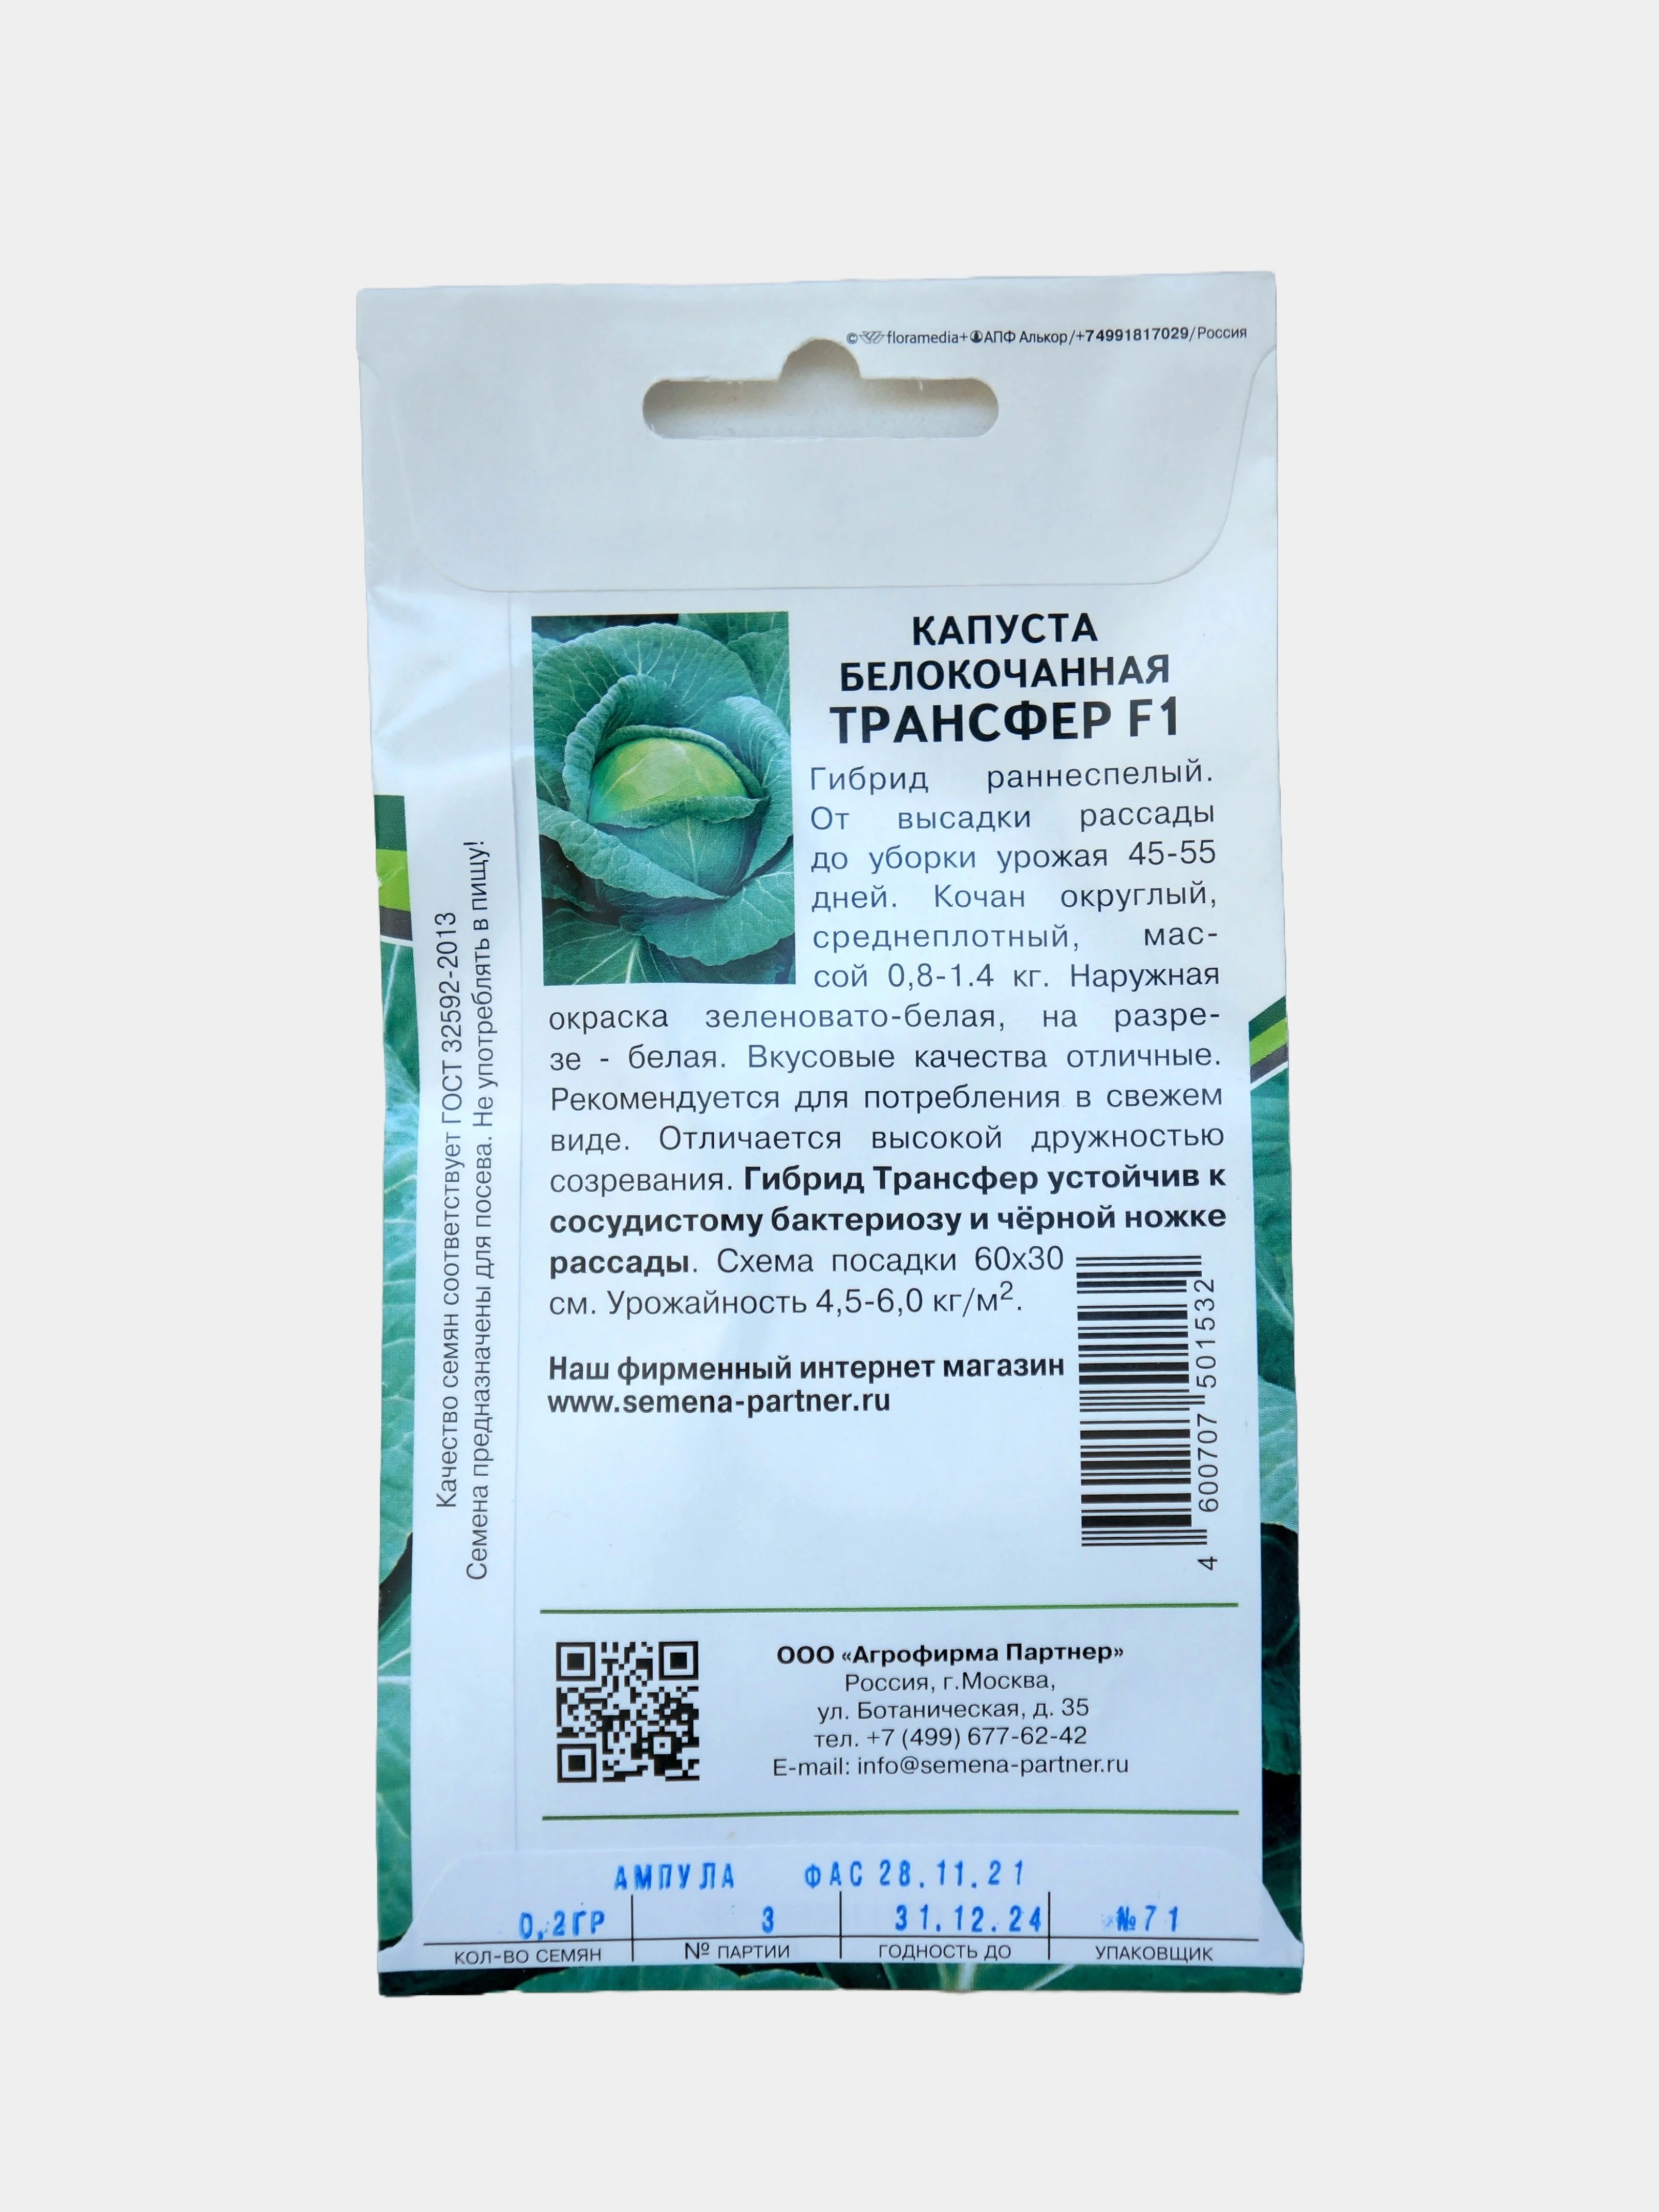 © floramedia+АПФ Алькор/+74991817029/Россия
КАПУСТА
БЕЛОКОЧАННАЯ
ТРАНСФЕР F1
Гибрид раннеспелый.
От высадки рассады
до уборки урожая 45-55
дней. Кочан округлый,
среднеплотный, мас-
сой 0,8-1.4 кг. Наружная
окраска зеленовато-белая, на разре-
зе - белая. Вкусовые качества отличные.
Рекомендуется для потребления в свежем
виде. Отличается высокой дружностью
созревания. Гибрид Трансфер устойчив к
сосудистому бактериозу и чёрной ножке
рассады. Схема посадки 60х30
см. Урожайность 4,5-6,0 кг/м².
Наш фирменный интернет магазин
www.semena-partner.ru
4 600707 501532
Качество семян соответствует ГОСТ 32592-2013
Семена предназначены для посева. Не употреблять в пищу!
ООО «Агрофирма Партнер»
Россия, г.Москва,
ул. Ботаническая, д. 35
тел. +7 (499) 677-62-42
E-mail: info@semena-partner.ru
АМПУЛА ФАС 28.11.21
0,2ГР 3 31.12.24 №71
КОЛ-ВО СЕМЯН № ПАРТИИ ГОДНОСТЬ ДО УПАКОВЩИК